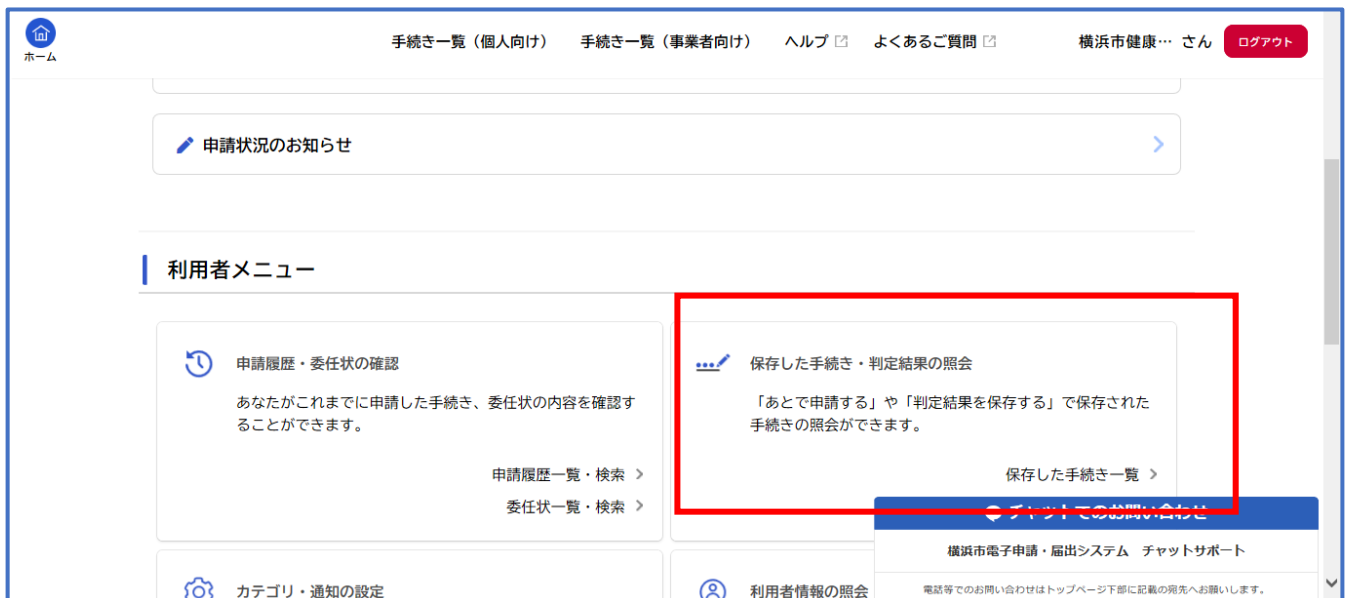 ホーム
手続き一覧（個人向け）
手続き一覧（事業者向け）
ヘルプ
よくあるご質問
横浜市健康… さん
ログアウト
申請状況のお知らせ
利用者メニュー
申請履歴・委任状の確認
あなたがこれまでに申請した手続き、委任状の内容を確認す
ることができます。
申請履歴一覧・検索
委任状一覧・検索
保存した手続き・判定結果の照会
「あとで申請する」や「判定結果を保存する」で保存された
手続きの照会ができます。
保存した手続き一覧
チャットでのお問い合わせ
横浜市電子申請・届出システム　チャットサポート
電話等でのお問い合わせはトップページ下部に記載の宛先へお願いします。
カテゴリ・通知の設定
利用者情報の照会